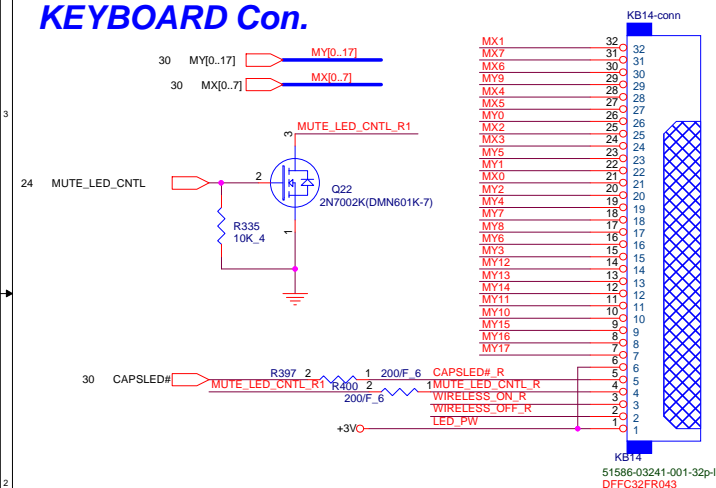 KEYBOARD Con.
KB14-conn
30 MY[0..17] MY[0..17]
30 MX[0..7] MX[0..7]
MX1 32 32
MX7 31 31
MX6 30 30
MY9 29 29
MX4 28 28
MX5 27 27
MY0 26 26
MX2 25 25
MX3 24 24
MY5 23 23
MY1 22 22
MX0 21 21
MY2 20 20
MY4 19 19
MY7 18 18
MY8 17 17
MY6 16 16
MY3 15 15
MY12 14 14
MY13 13 13
MY14 12 12
MY11 11 11
MY10 10 10
MY15 9 9
MY16 8 8
MY17 7 7
6 6
CAPSLED#_R 5 5
MUTE_LED_CNTL_R 4 4
WIRELESS_ON_R 3 3
WIRELESS_OFF_R 2 2
LED_PW 1 1
3
MUTE_LED_CNTL_R1
3
24 MUTE_LED_CNTL
2
Q22
2N7002K(DMN601K-7)
1
R335
10K_4
30 CAPSLED#
R397 2 1 200/F_6
MUTE_LED_CNTL_R1 R400 2 1
200/F_6
+3V
KB14
51586-03241-001-32p-l
DFFC32FR043
2